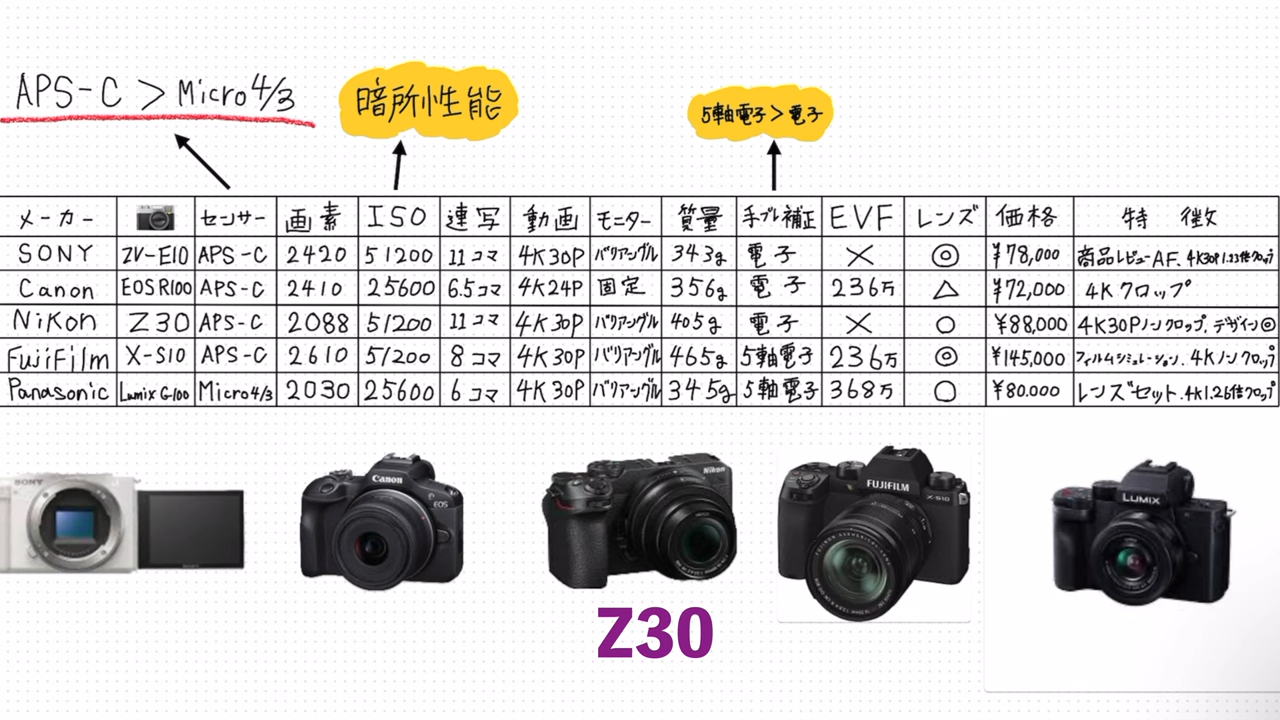 APS-C > Micro4/3
暗所性能
5軸電子>電子
メーカー センサー 画素 ISO 連写 動画 モニター 質量 手ブレ補正 EVF レンズ 価格 特徴
SONY ZV-E10 APS-C 2420 51200 11コマ 4K30P バリアングル 343g 電子 × ◎ ¥78,000 商品レビューAF、4K30P1.23倍クロップ
Canon EOSR100 APS-C 2410 25600 6.5コマ 4K24P 固定 356g 電子 236万 △ ¥72,000 4Kクロップ
Nikon Z30 APS-C 2088 51200 11コマ 4K30P バリアングル 405g 電子 × ○ ¥88,000 4K30Pノンクロップ、デザイン◎
FujiFilm X-S10 APS-C 2610 51200 8コマ 4K30P バリアングル 465g 5軸電子 236万 ◎ ¥145,000 フィルムシミュレーション、4Kノンクロップ
Panasonic Lumix G100 Micro4/3 2030 25600 6コマ 4K30P バリアングル 345g 5軸電子 368万 ○ ¥80.000 レンズセット、4K1.26倍クロップ
SONY
Canon
EOS
Nikon
FUJIFILM
X-S10
LUMIX
Z30